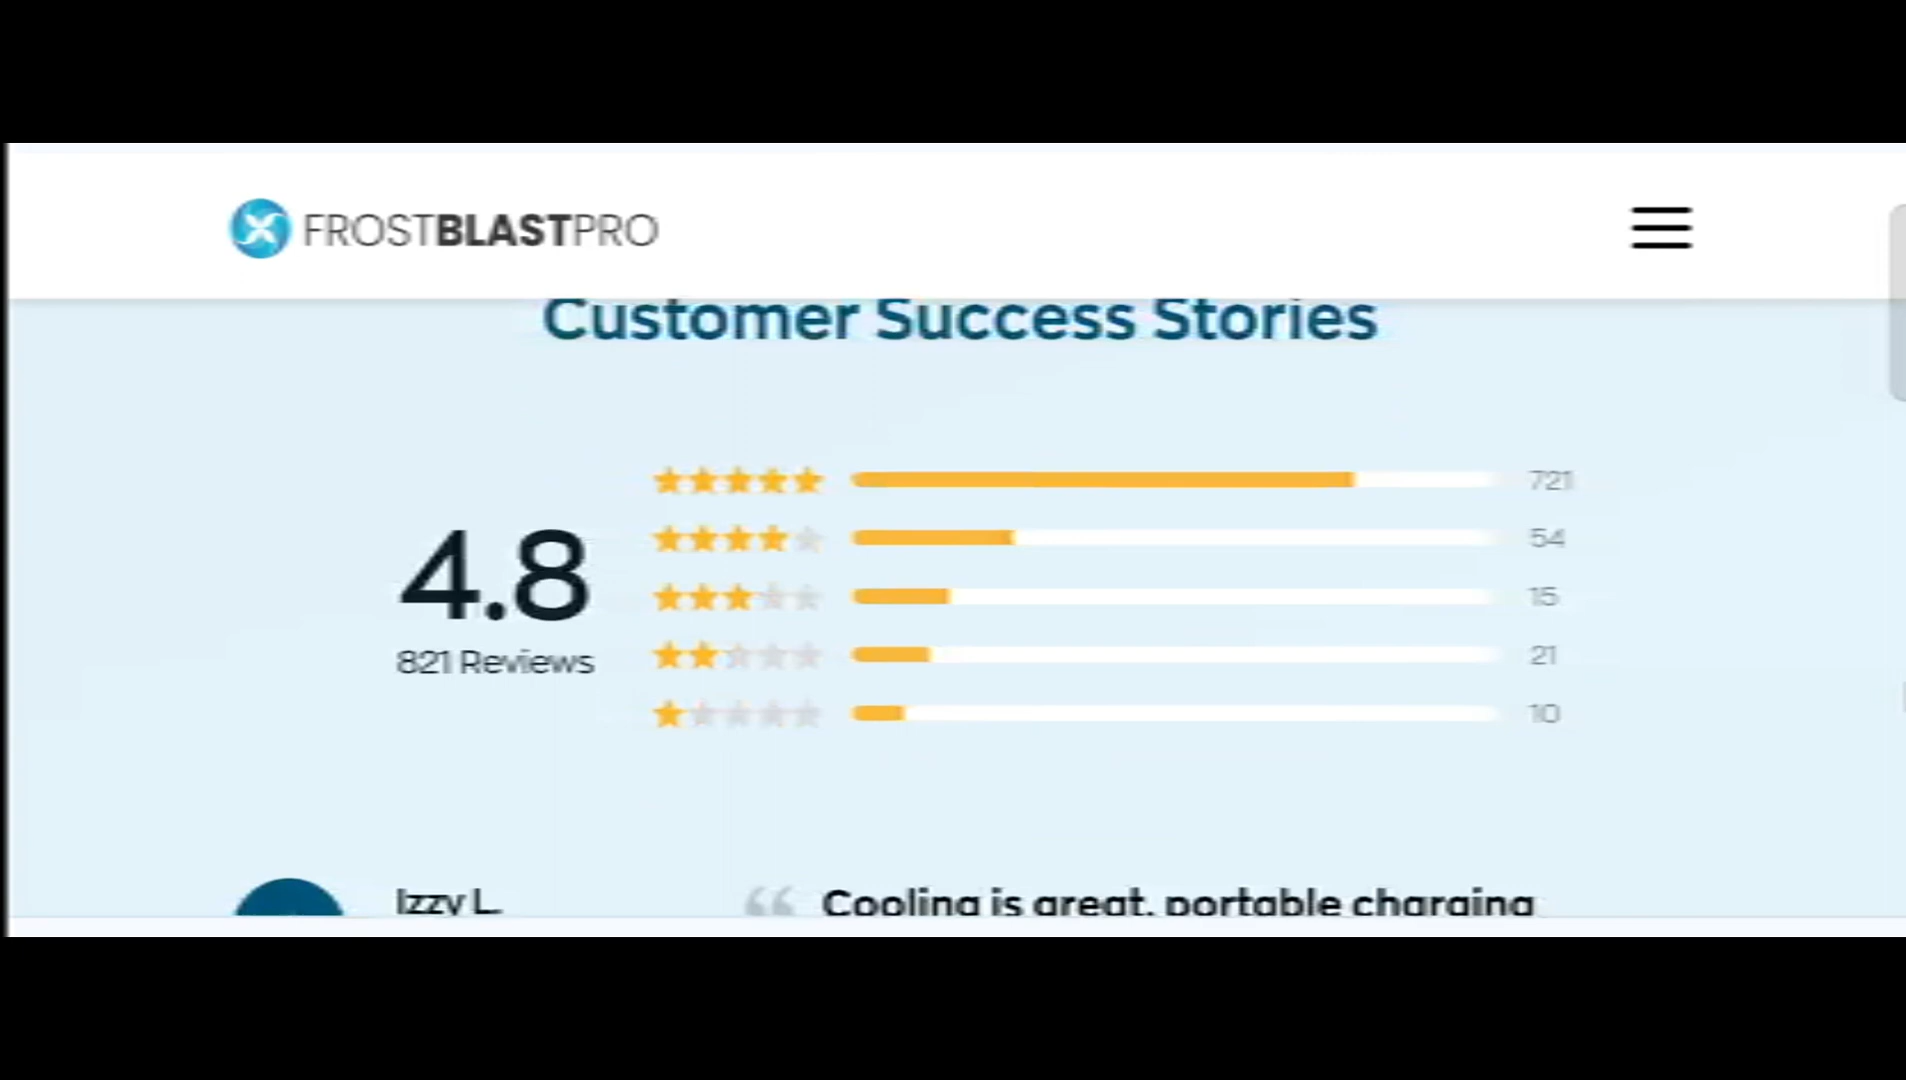 FROSTBLASTPRO
Customer Success Stories
721
54
4.8
15
821 Reviews
21
10
Izzy L.
Cooling is great, portable charging